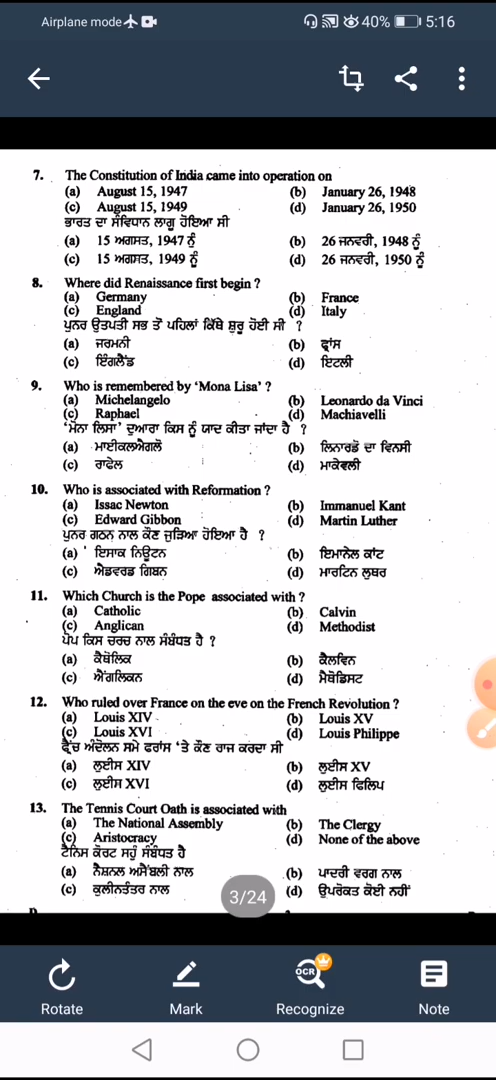 Airplane mode 40% 5:16
7. The Constitution of India came into operation on
(a) August 15, 1947 (b) January 26, 1948
(c) August 15, 1949 (d) January 26, 1950
ਭਾਰਤ ਦਾ ਸੰਵਿਧਾਨ ਲਾਗੂ ਹੋਇਆ ਸੀ
(a) 15 ਅਗਸਤ, 1947 ਨੂੰ (b) 26 ਜਨਵਰੀ, 1948 ਨੂੰ
(c) 15 ਅਗਸਤ, 1949 ਨੂੰ (d) 26 ਜਨਵਰੀ, 1950 ਨੂੰ
8. Where did Renaissance first begin ?
(a) Germany (b) France
(c) England (d) Italy
ਪੁਨਰ ਉਤਪਤੀ ਸਭ ਤੋਂ ਪਹਿਲਾਂ ਕਿੱਥੇ ਸ਼ੁਰੂ ਹੋਈ ਸੀ ?
(a) ਜਰਮਨੀ (b) ਫ੍ਰਾਂਸ
(c) ਇੰਗਲੈਂਡ (d) ਇਟਲੀ
9. Who is remembered by ‘Mona Lisa’ ?
(a) Michelangelo (b) Leonardo da Vinci
(c) Raphael (d) Machiavelli
‘ਮੋਨਾ ਲਿਸਾ’ ਦੁਆਰਾ ਕਿਸ ਨੂੰ ਯਾਦ ਕੀਤਾ ਜਾਂਦਾ ਹੈ ?
(a) ਮਾਈਕਲਐਗਲੋ (b) ਲਿਨਾਰਡੋ ਦਾ ਵਿਨਸੀ
(c) ਰਾਫੇਲ (d) ਮਾਕੇਵਲੀ
10. Who is associated with Reformation ?
(a) Issac Newton (b) Immanuel Kant
(c) Edward Gibbon (d) Martin Luther
ਪੁਨਰ ਗਠਨ ਨਾਲ ਕੌਣ ਜੁੜਿਆ ਹੋਇਆ ਹੈ ?
(a) ਇਸਾਕ ਨਿਊਟਨ (b) ਇਮਾਨੇਲ ਕਾਂਟ
(c) ਐਡਵਰਡ ਗਿਬਨ (d) ਮਾਰਟਿਨ ਲੁਥਰ
11. Which Church is the Pope associated with ?
(a) Catholic (b) Calvin
(c) Anglican (d) Methodist
ਪੋਪ ਕਿਸ ਚਰਚ ਨਾਲ ਸੰਬੰਧਤ ਹੈ ?
(a) ਕੈਥੋਲਿਕ (b) ਕੈਲਵਿਨ
(c) ਐਂਗਲਿਕਨ (d) ਮੈਥੋਡਿਸਟ
12. Who ruled over France on the eve on the French Revolution ?
(a) Louis XIV (b) Louis XV
(c) Louis XVI (d) Louis Philippe
ਫ੍ਰੈਂਚ ਅੰਦੋਲਨ ਸਮੇਂ ਫਰਾਂਸ ‘ਤੇ ਕੌਣ ਰਾਜ ਕਰਦਾ ਸੀ
(a) ਲੁਈਸ XIV (b) ਲੁਈਸ XV
(c) ਲੁਈਸ XVI (d) ਲੁਈਸ ਫਿਲਿਪ
13. The Tennis Court Oath is associated with
(a) The National Assembly (b) The Clergy
(c) Aristocracy (d) None of the above
ਟੈਨਿਸ ਕੋਰਟ ਸਹੁੰ ਸੰਬੰਧਤ ਹੈ
(a) ਨੈਸ਼ਨਲ ਅਸੈਂਬਲੀ ਨਾਲ (b) ਪਾਦਰੀ ਵਰਗ ਨਾਲ
(c) ਕੁਲੀਨਤੰਤਰ ਨਾਲ (d) ਉਪਰੋਕਤ ਕੋਈ ਨਹੀਂ
3/24
OCR
Rotate Mark Recognize Note